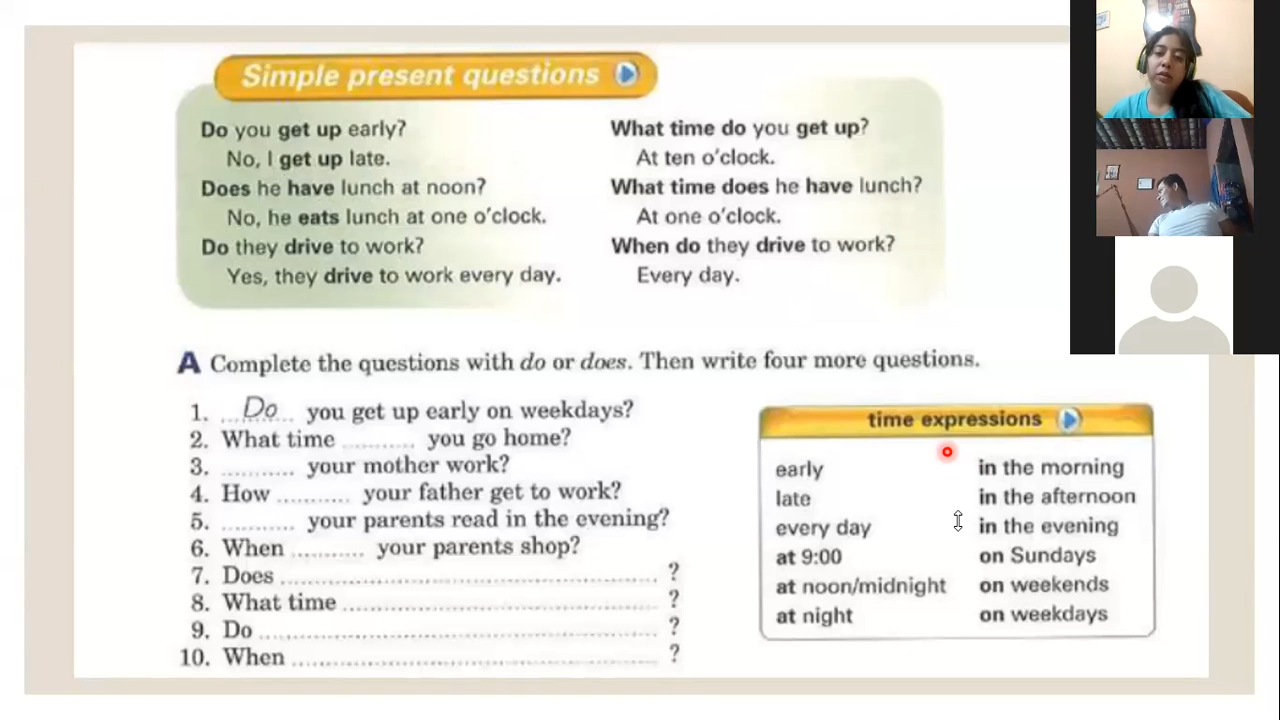 Simple present questions
Do you get up early?
No, I get up late.
Does he have lunch at noon?
No, he eats lunch at one o'clock.
Do they drive to work?
Yes, they drive to work every day.
What time do you get up?
At ten o'clock.
What time does he have lunch?
At one o'clock.
When do they drive to work?
Every day.
A Complete the questions with do or does. Then write four more questions.
1. ....Do.... you get up early on weekdays?
2. What time .......... you go home?
3. .......... your mother work?
4. How .......... your father get to work?
5. .......... your parents read in the evening?
6. When .......... your parents shop?
7. Does .......... ?
8. What time .......... ?
9. Do .......... ?
10. When .......... ?
time expressions
early
late
every day
at 9:00
at noon/midnight
at night
in the morning
in the afternoon
in the evening
on Sundays
on weekends
on weekdays